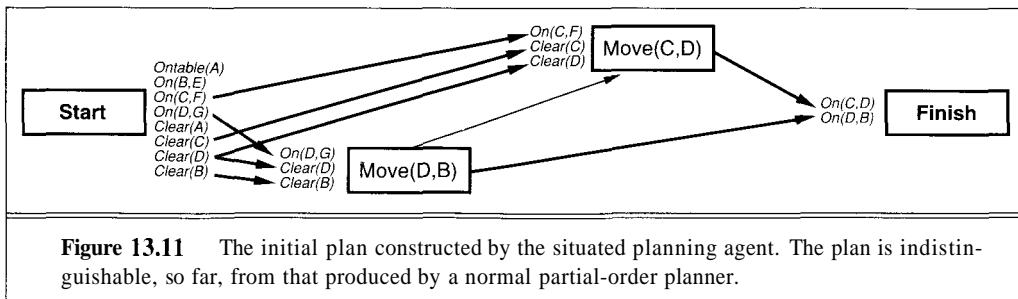 On(C,F)
Clear(C)
Clear(D)
Move(C,D)
Ontable(A)
On(B,E)
On(C,F)
On(D,G)
Clear(A)
Clear(C)
Clear(D)
Clear(B)
Start
On(D,G)
Clear(D)
Clear(B)
Move(D,B)
On(C,D)
On(D,B)
Finish
Figure 13.11 The initial plan constructed by the situated planning agent. The plan is indistin-
guishable, so far, from that produced by a normal partial-order planner.